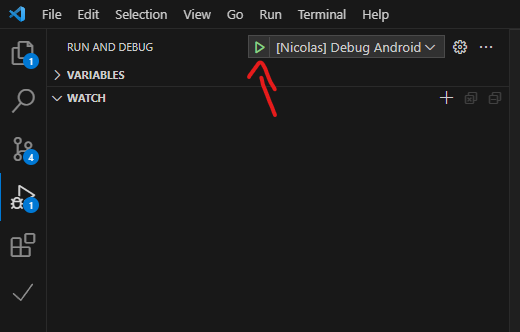 File Edit Selection View Go Run Terminal Help
RUN AND DEBUG [Nicolas] Debug Android
1
VARIABLES
WATCH
4
1